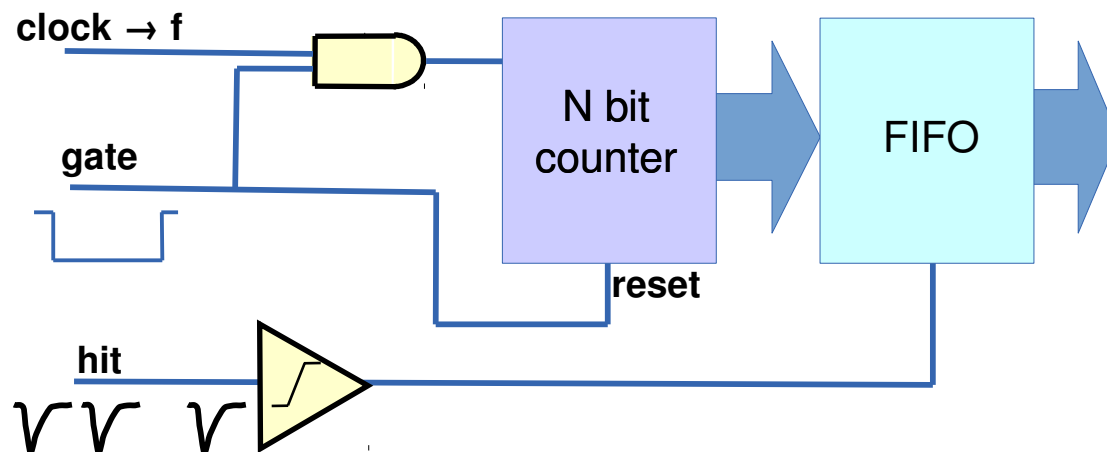 clock → f
gate
hit
N bit
counter
reset
FIFO